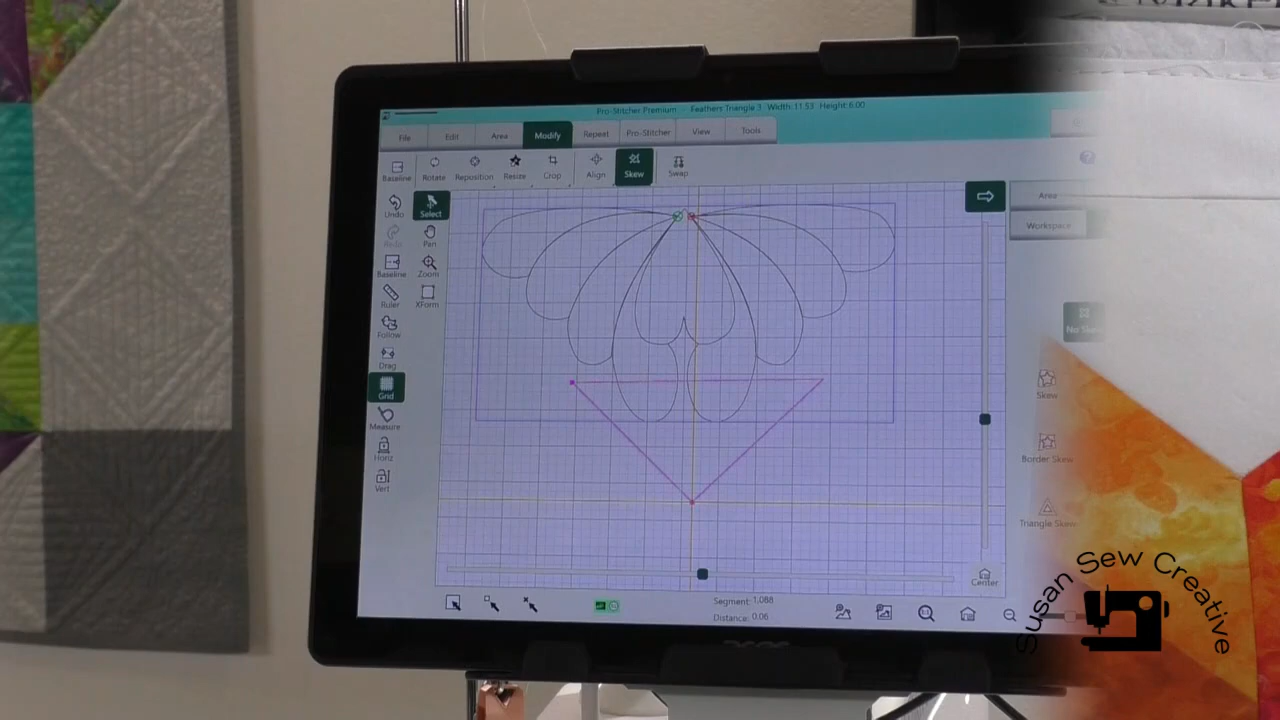 Pro-Stitcher Premium - Feathers Triangle 3 Width:11.53 Height:6.00
File Edit Area Modify Repeat Pro-Stitcher View Tools
Baseline Rotate Reposition Resize Crop Align Skew Swap
Undo Select
Redo Pan
Baseline Zoom
Ruler XForm
Follow
Drag
Grid
Measure
Horiz
Vert
Area
Workspace
Skew
Border Skew
Triangle Skew
Center
Segment: 1,088
Distance: 0.06
Susan Sew Creative